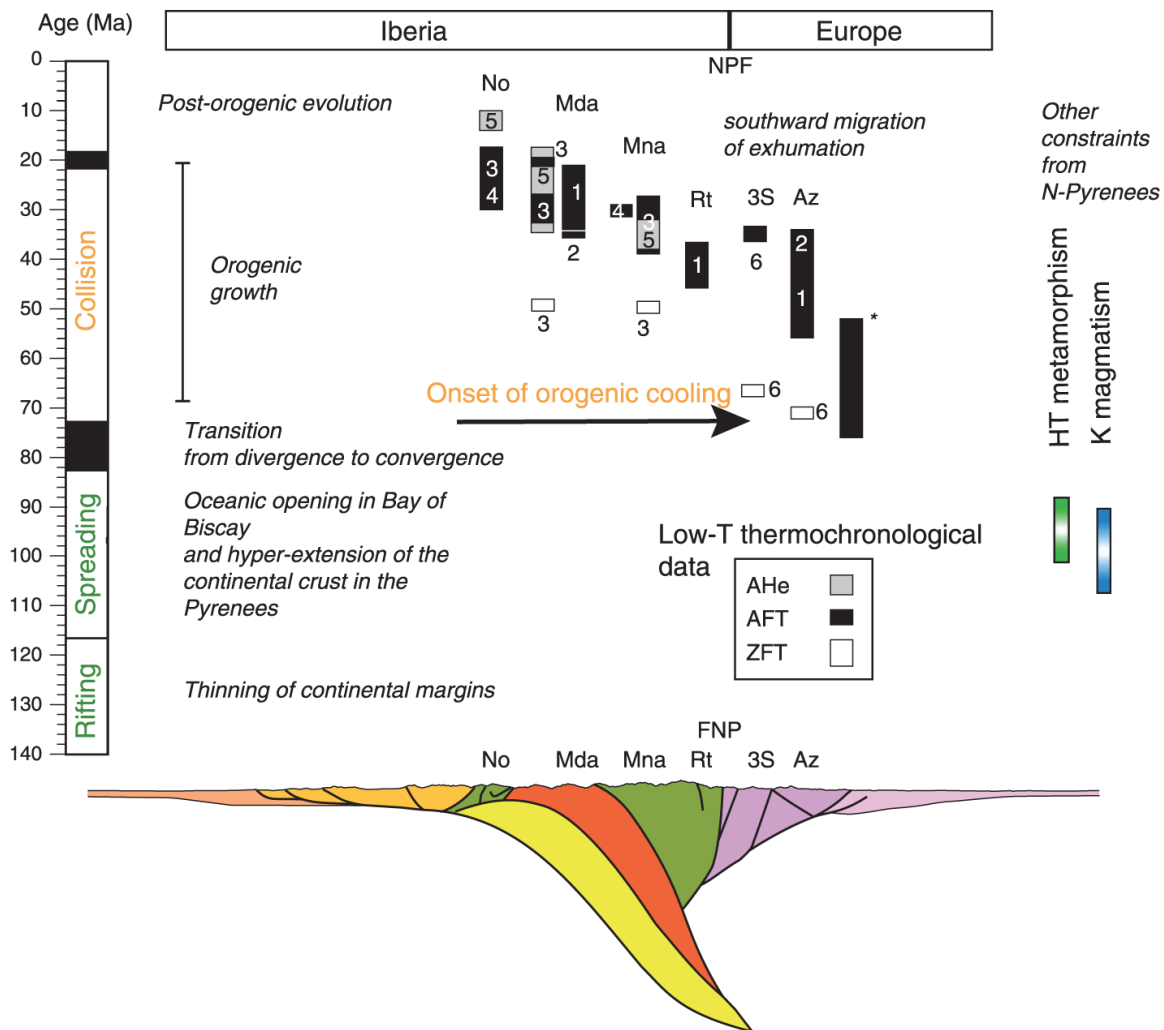 Age (Ma)
Iberia
Europe
NPF
0
10
20
30
40
50
60
70
80
90
100
110
120
130
140
Collision
Spreading
Rifting
Post-orogenic evolution
Orogenic
growth
Transition
from divergence to convergence
Oceanic opening in Bay of
Biscay
and hyper-extension of the
continental crust in the
Pyrenees
Thinning of continental margins
No
5
3
4
Mda
3
5
3
1
2
3
Mna
4
3
5
3
Rt
1
southward migration
of exhumation
3S
6
6
Az
2
1
6
*
Onset of orogenic cooling
Other
constraints
from
N-Pyrenees
HT metamorphism
K magmatism
Low-T thermochronological
data
AHe
AFT
ZFT
FNP
No
Mda
Mna
Rt
3S
Az